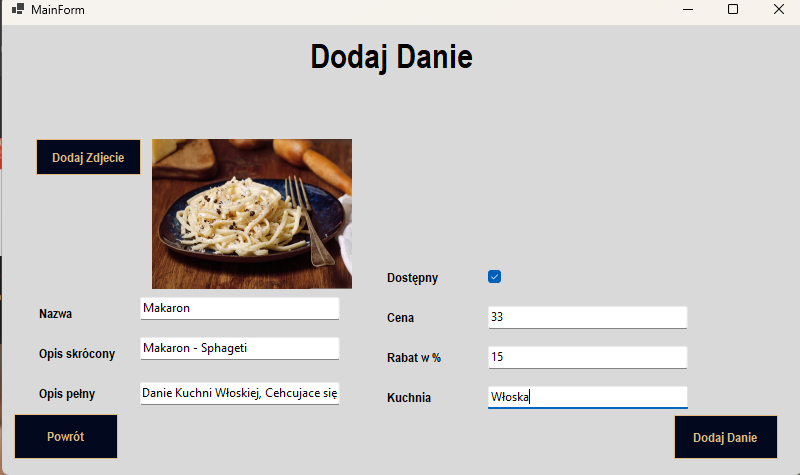 MainForm
Dodaj Danie
Dodaj Zdjecie
Dostępny
Nazwa
Makaron
Cena
33
Opis skrócony
Makaron - Sphageti
Rabat w %
15
Opis pełny
Danie Kuchni Włoskiej, Cehcujace się
Kuchnia
Włoska
Powrót
Dodaj Danie